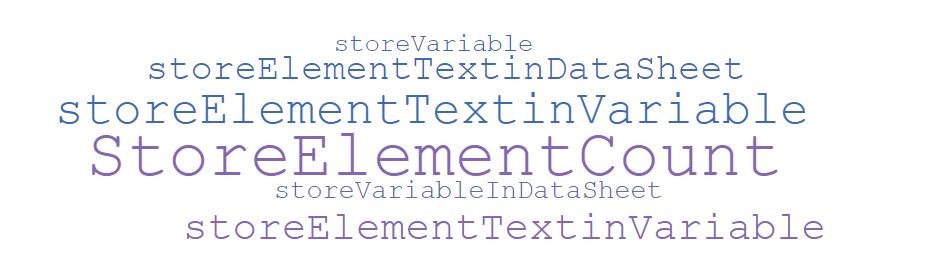 storeVariable
storeElementTextinDataSheet
storeElementTextinVariable
StoreElementCount
storeVariableInDataSheet
storeElementTextinVariable